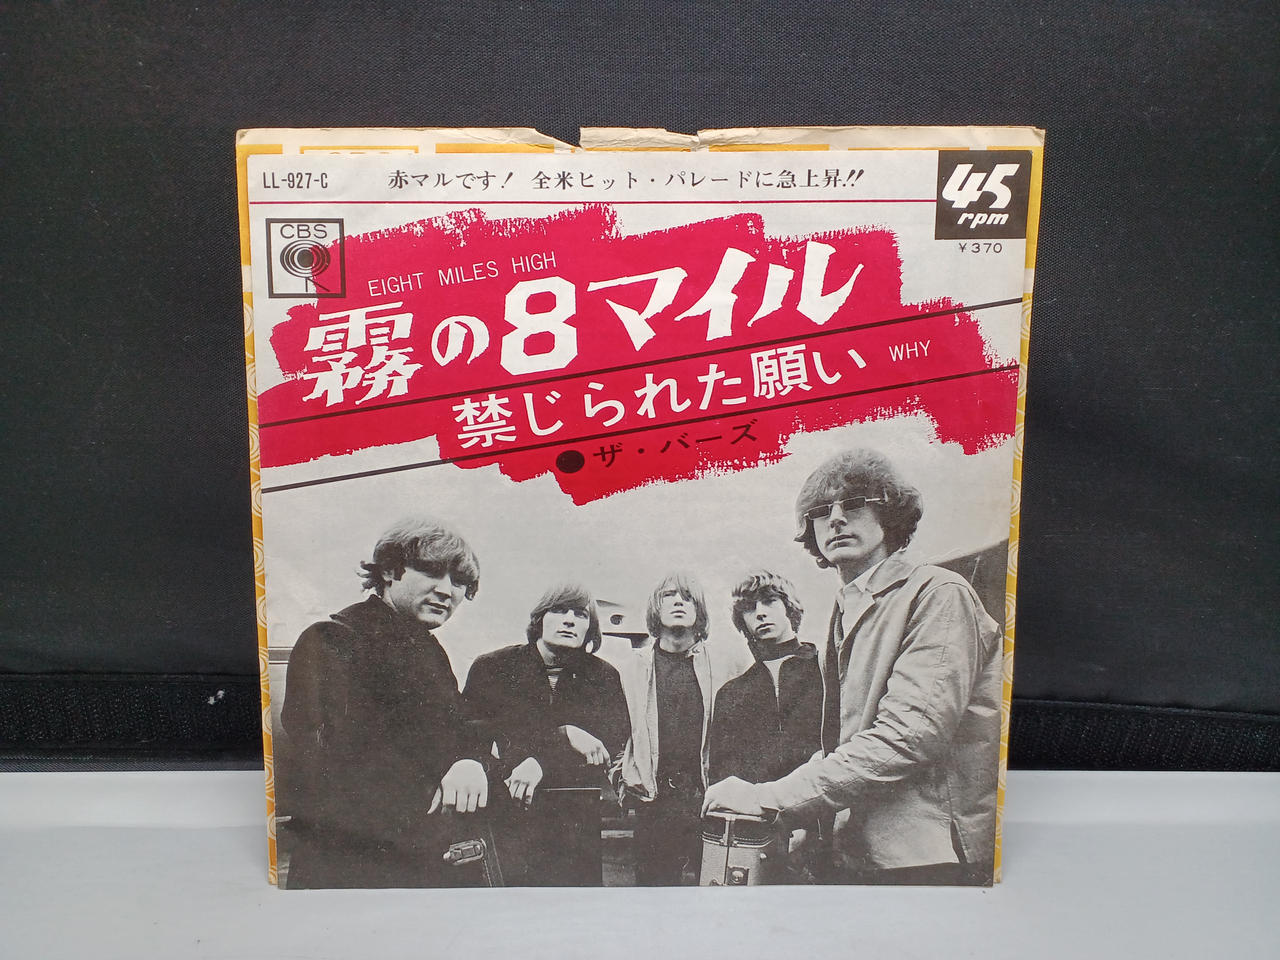 LL-927-C 赤マルです! 全米ヒット・パレードに急上昇!!
45
rpm
¥370
CBS
EIGHT MILES HIGH
霧の8マイル
禁じられた願い WHY
●ザ・バーズ